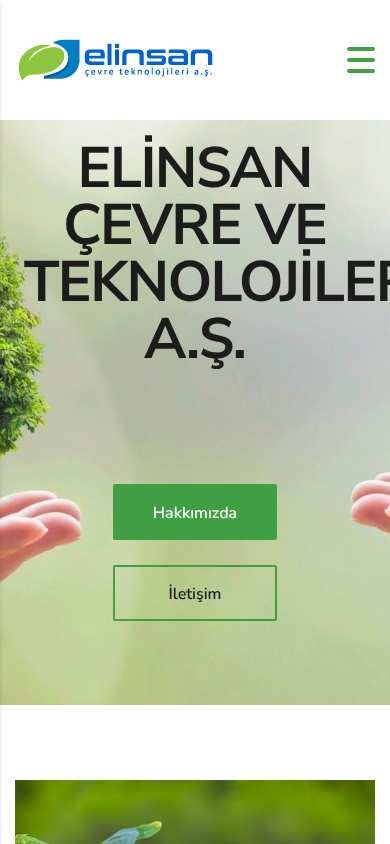 elinsan
çevre teknolojileri a.ş.
ELİNSAN
ÇEVRE VE
TEKNOLOJİLER
A.Ş.
Hakkımızda
İletişim